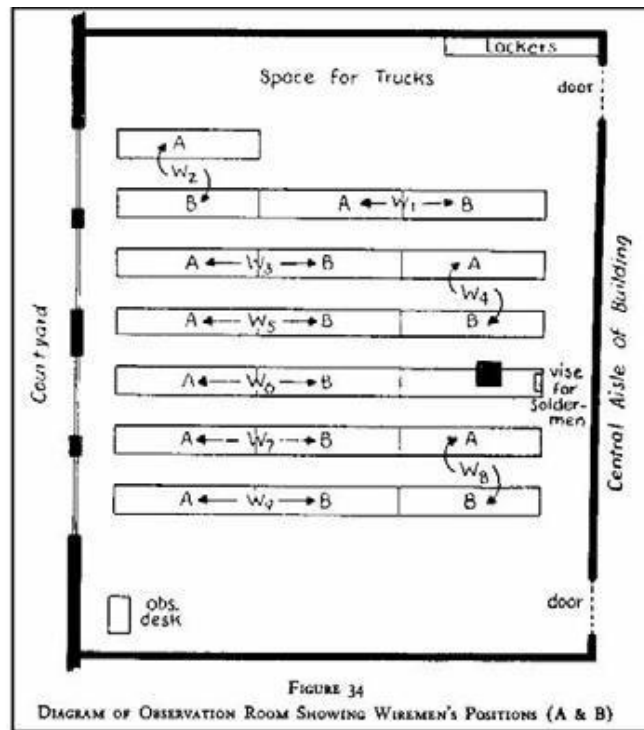 Lockers
Space for Trucks
door
A
W2
B
A W1 B
A W3 B
A
W4
B
A W5 B
A W6 B
vise
for
Solder-
men
A W7 B
A
W8
B
A W9 B
Courtyard
Central Aisle of Building
obs.
desk
door
FIGURE 34
DIAGRAM OF OBSERVATION ROOM SHOWING WIREMEN'S POSITIONS (A & B)